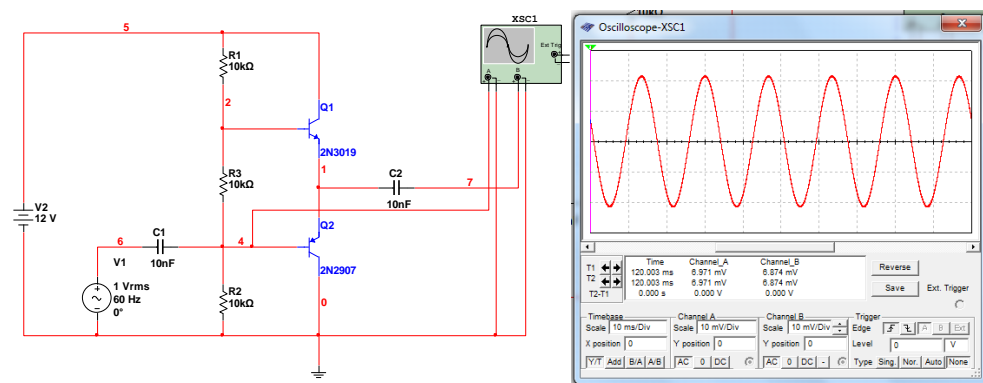 5
R1
10kΩ
2
Q1
2N3019
1
R3
10kΩ
C2
10nF
7
V2
12 V
6
C1
10nF
4
Q2
2N2907
V1
1 Vrms
60 Hz
0°
R2
10kΩ
0
XSC1
Ext Trig
A
B
Oscilloscope-XSC1
Time Channel_A Channel_B
T1 120.003 ms 6.971 mV 6.874 mV
T2 120.003 ms 6.971 mV 6.874 mV
T2-T1 0.000 s 0.000 V 0.000 V
Reverse
Save
Ext. Trigger
Timebase
Scale 10 ms/Div
X position 0
Y/T Add B/A A/B
Channel A
Scale 10 mV/Div
Y position 0
AC 0 DC
Channel B
Scale 10 mV/Div
Y position 0
AC 0 DC -
Trigger
Edge A B Ext
Level 0 V
Type Sing. Nor. Auto None